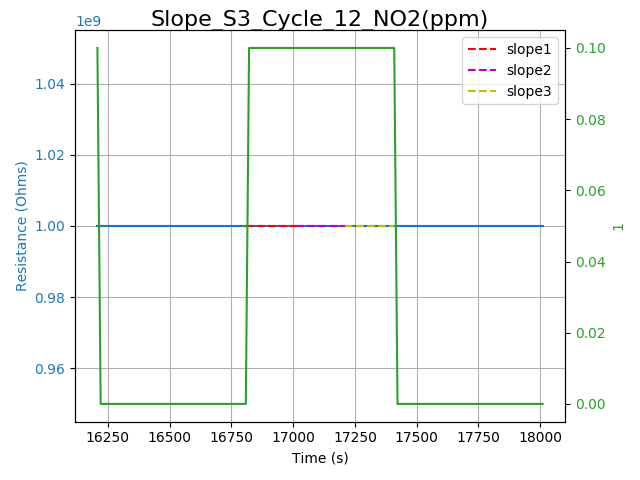 Slope_S3_Cycle_12_NO2(ppm)
1e9
slope1
slope2
slope3
1.04
1.02
1.00
0.98
0.96
Resistance (Ohms)
0.10
0.08
0.06
0.04
0.02
0.00
1
16250 16500 16750 17000 17250 17500 17750 18000
Time (s)